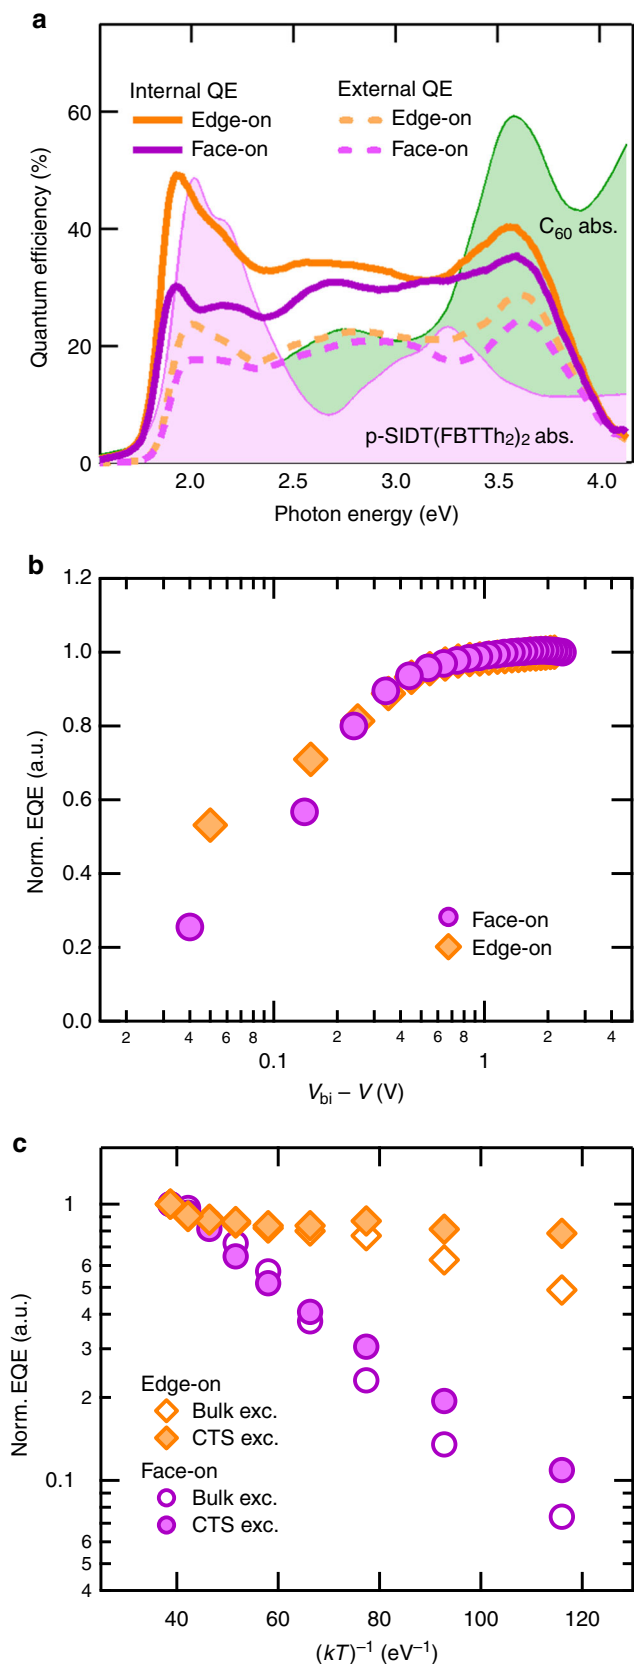 a
Internal QE
External QE
Edge-on
Edge-on
Face-on
Face-on
C60 abs.
p-SIDT(FBTTh2)2 abs.
Quantum efficiency (%)
60
40
20
0
2.0 2.5 3.0 3.5 4.0
Photon energy (eV)
b
Norm. EQE (a.u.)
1.2
1.0
0.8
0.6
0.4
0.2
0.0
Face-on
Edge-on
2 4 6 8 2 4 6 8 2 4
0.1 1
Vbi – V (V)
c
Norm. EQE (a.u.)
1
6
5
4
3
2
0.1
6
5
4
Edge-on
Bulk exc.
CTS exc.
Face-on
Bulk exc.
CTS exc.
40 60 80 100 120
(kT)–1 (eV–1)